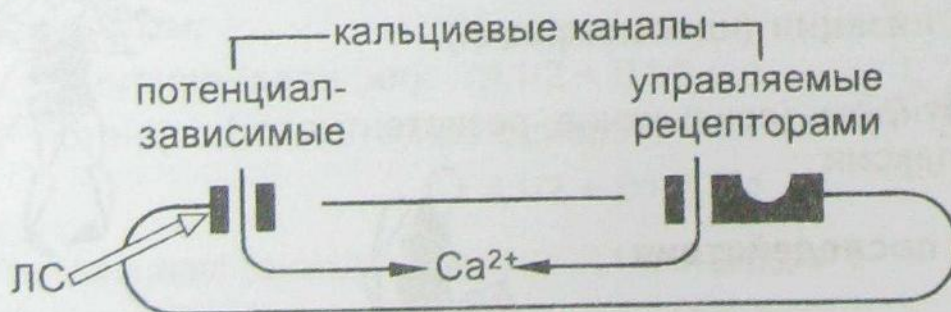 кальциевые каналы
потенциал-
зависимые
управляемые
рецепторами
ЛС
Ca²⁺